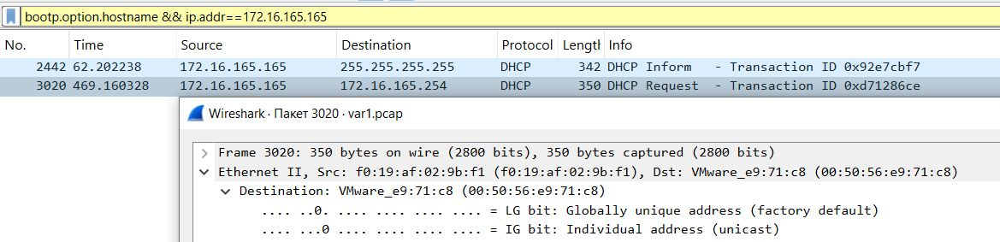 bootp.option.hostname && ip.addr==172.16.165.165
No. Time Source Destination Protocol Lengtl Info
2442 62.202238 172.16.165.165 255.255.255.255 DHCP 342 DHCP Inform - Transaction ID 0x92e7cbf7
3020 469.160328 172.16.165.165 172.16.165.254 DHCP 350 DHCP Request - Transaction ID 0xd71286ce
Wireshark · Пакет 3020 · var1.pcap
Frame 3020: 350 bytes on wire (2800 bits), 350 bytes captured (2800 bits)
Ethernet II, Src: f0:19:af:02:9b:f1 (f0:19:af:02:9b:f1), Dst: VMware_e9:71:c8 (00:50:56:e9:71:c8)
Destination: VMware_e9:71:c8 (00:50:56:e9:71:c8)
.... ..0. .... .... .... .... = LG bit: Globally unique address (factory default)
.... ...0 .... .... .... .... = IG bit: Individual address (unicast)